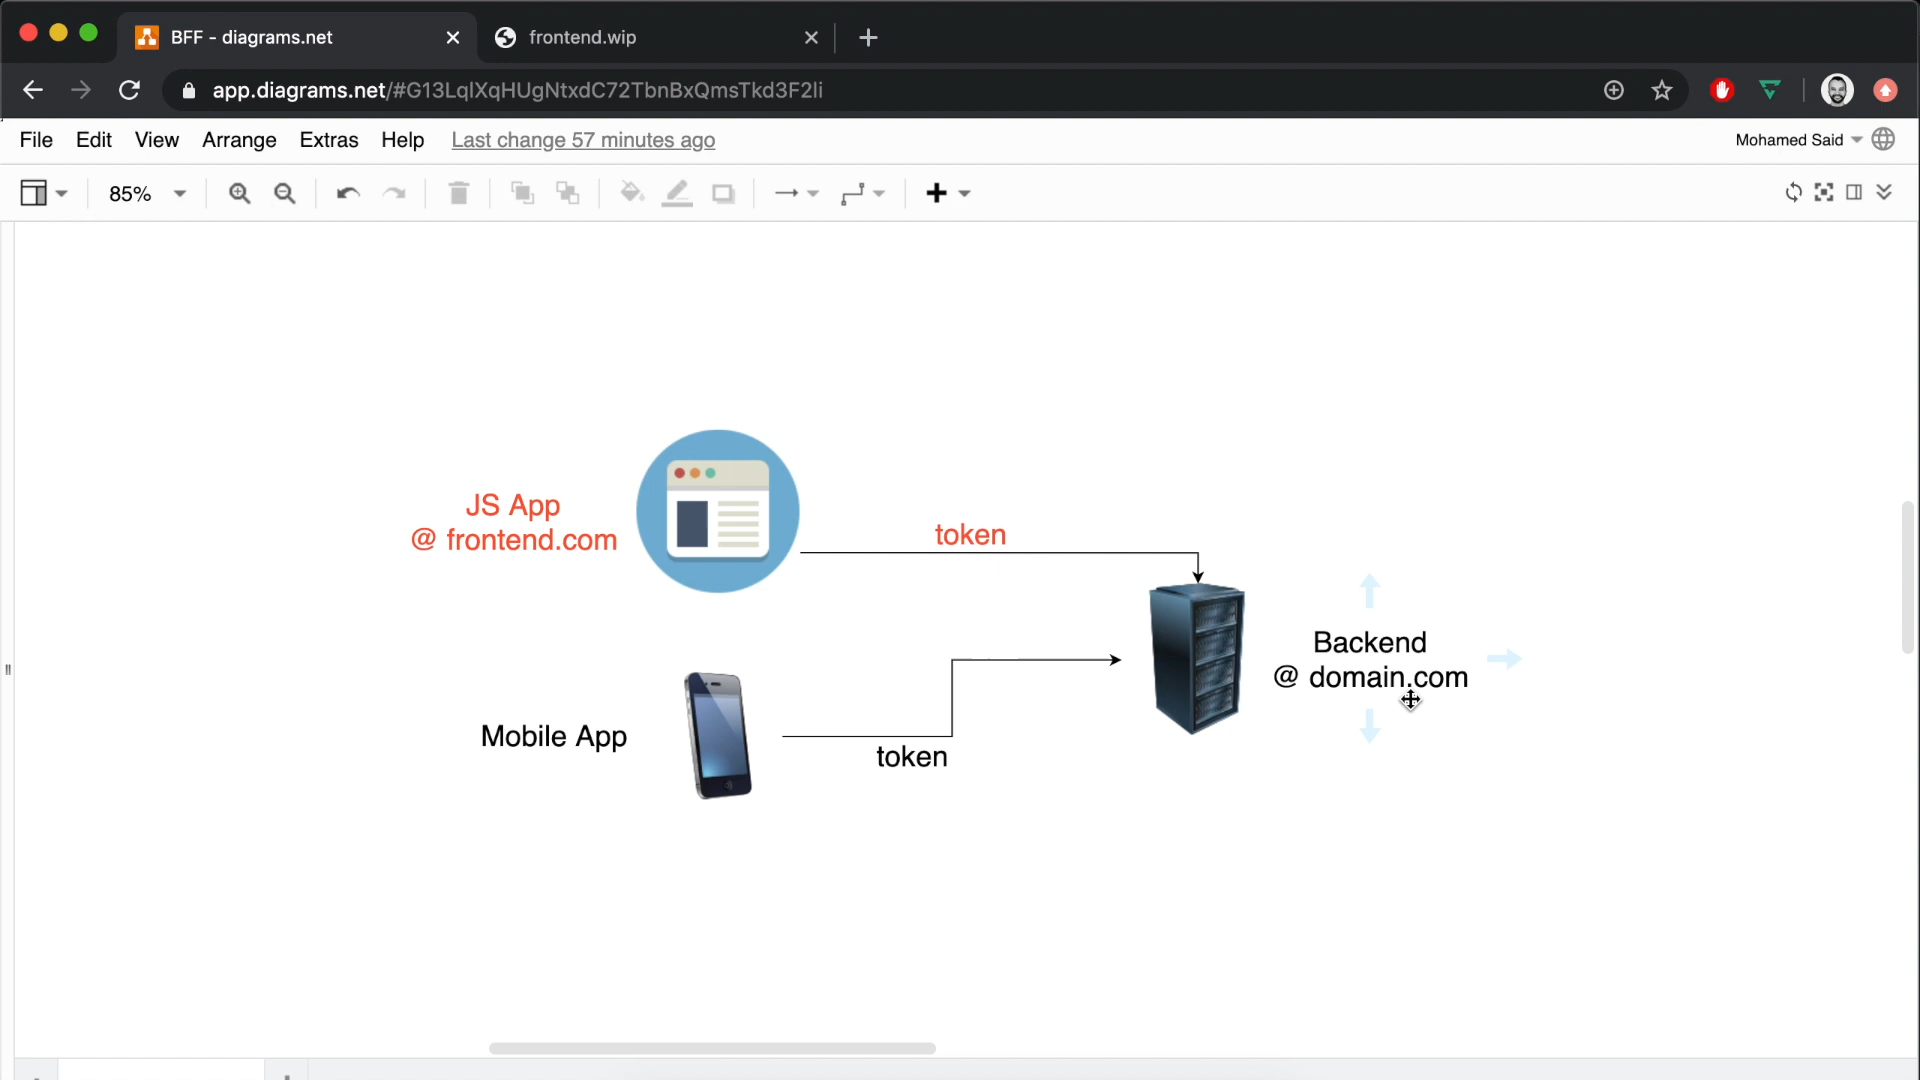 BFF - diagrams.net
frontend.wip
app.diagrams.net/#G13LqlXqHUgNtxdC72TbnBxQmsTkd3F2li
File Edit View Arrange Extras Help Last change 57 minutes ago
Mohamed Said
85%
JS App
@ frontend.com
token
Backend
@ domain.com
Mobile App
token